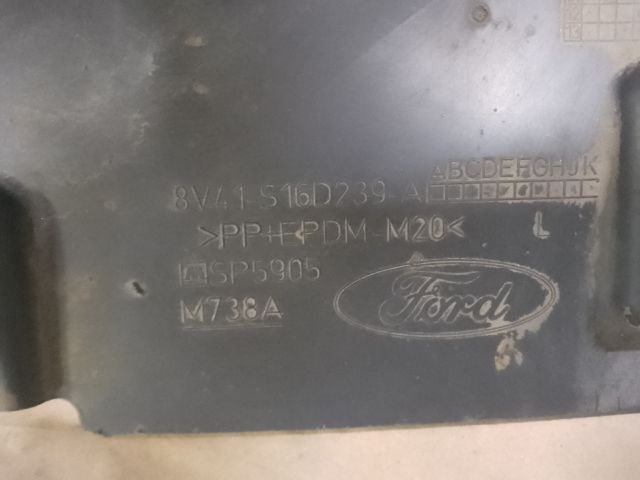 ABCDEFGHJK
8V41-S16D239-A
>PP+EPDM-M20< L
SP5905
M738A
Ford